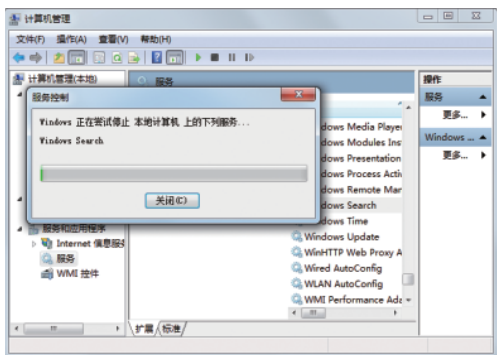 计算机管理
文件(F) 操作(A) 查看(V) 帮助(H)
计算机管理(本地)
服务
操作
服务控制
服务
Windows 正在尝试停止 本地计算机 上的下列服务...
更多...
Windows Search
Windows ...
更多...
关闭(C)
dows Media Player
dows Modules Ins
dows Presentation
dows Process Activ
dows Remote Man
dows Search
dows Time
Windows Update
WinHTTP Web Proxy A
Wired AutoConfig
WLAN AutoConfig
WMI Performance Ada
服务和应用程序
Internet 信息服务
服务
WMI 控件
扩展 标准